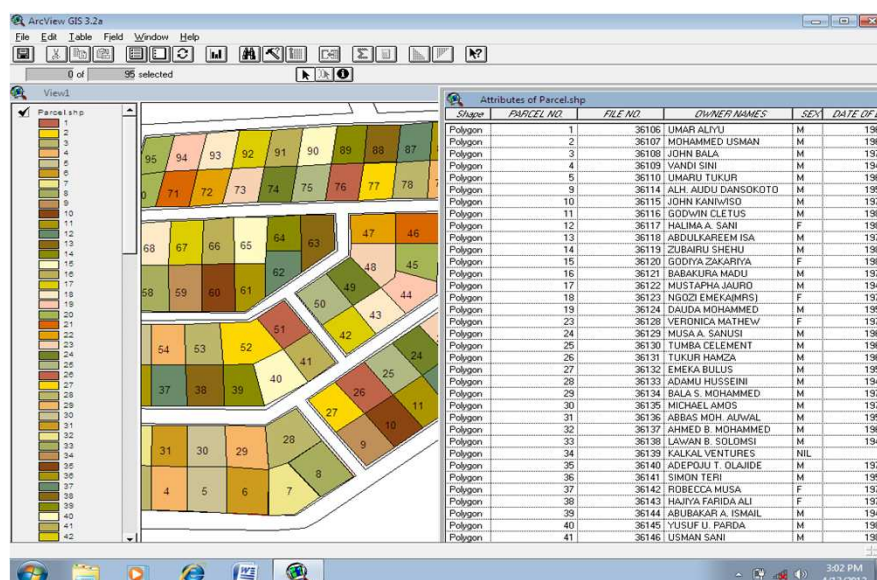 ArcView GIS 3.2a
File Edit Table Field Window Help
0 of 95 selected
View1
Parcel.shp
1
2
3
4
5
6
7
8
9
10
11
12
13
14
15
16
17
18
19
20
21
22
23
24
25
26
27
28
29
30
31
32
33
34
35
36
37
38
39
40
41
42
95 94 93 92 91 90 89 88 87
71 72 73 74 75 76 77 78
68 67 66 65 64 63 47 46
58 59 60 61 62 48 45
50 49 43 44
42
54 53 52 51
37 38 39 40 41
24
25
26
27 11
10
9
31 30 29 28
4 5 6 7 8
Attributes of Parcel.shp
Shape PARCEL NO. FILE NO. OWNER NAMES SEX DATE OF
Polygon 1 36106 UMAR ALIYU M
Polygon 2 36107 MOHAMMED USMAN M
Polygon 3 36108 JOHN BALA M
Polygon 4 36109 VANDI SINI M
Polygon 5 36110 UMARU TUKUR M
Polygon 9 36114 ALH. AUDU DANSOKOTO M
Polygon 10 36115 JOHN KANIWISO M
Polygon 11 36116 GODWIN CLETUS M
Polygon 12 36117 HALIMA A. SANI F
Polygon 13 36118 ABDULKAREEM ISA M
Polygon 14 36119 ZUBAIRU SHEHU M
Polygon 15 36120 GODIYA ZAKARIYA F
Polygon 16 36121 BABAKURA MADU M
Polygon 17 36122 MUSTAPHA JAURO M
Polygon 18 36123 NGOZI EMEKA(MRS) F
Polygon 19 36124 DAUDA MOHAMMED M
Polygon 23 36128 VERONICA MATHEW F
Polygon 24 36129 MUSA A. SANUSI M
Polygon 25 36130 TUMBA CELEMENT M
Polygon 26 36131 TUKUR HAMZA M
Polygon 27 36132 EMEKA BULUS M
Polygon 28 36133 ADAMU HUSSEINI M
Polygon 29 36134 BALA S. MOHAMMED M
Polygon 30 36135 MICHAEL AMOS M
Polygon 31 36136 ABBAS MOH. AUWAL M
Polygon 32 36137 AHMED B. MOHAMMED M
Polygon 33 36138 LAWAN B. SOLOMSI M
Polygon 34 36139 KALKAL VENTURES NIL
Polygon 35 36140 ADEPOJU T. OLAJIDE M
Polygon 36 36141 SIMON TERI M
Polygon 37 36142 ROBECCA MUSA F
Polygon 38 36143 HAJIYA FARIDA ALI F
Polygon 39 36144 ABUBAKAR A. ISMAIL M
Polygon 40 36145 YUSUF U. PARDA M
Polygon 41 36146 USMAN SANI M
3:02 PM